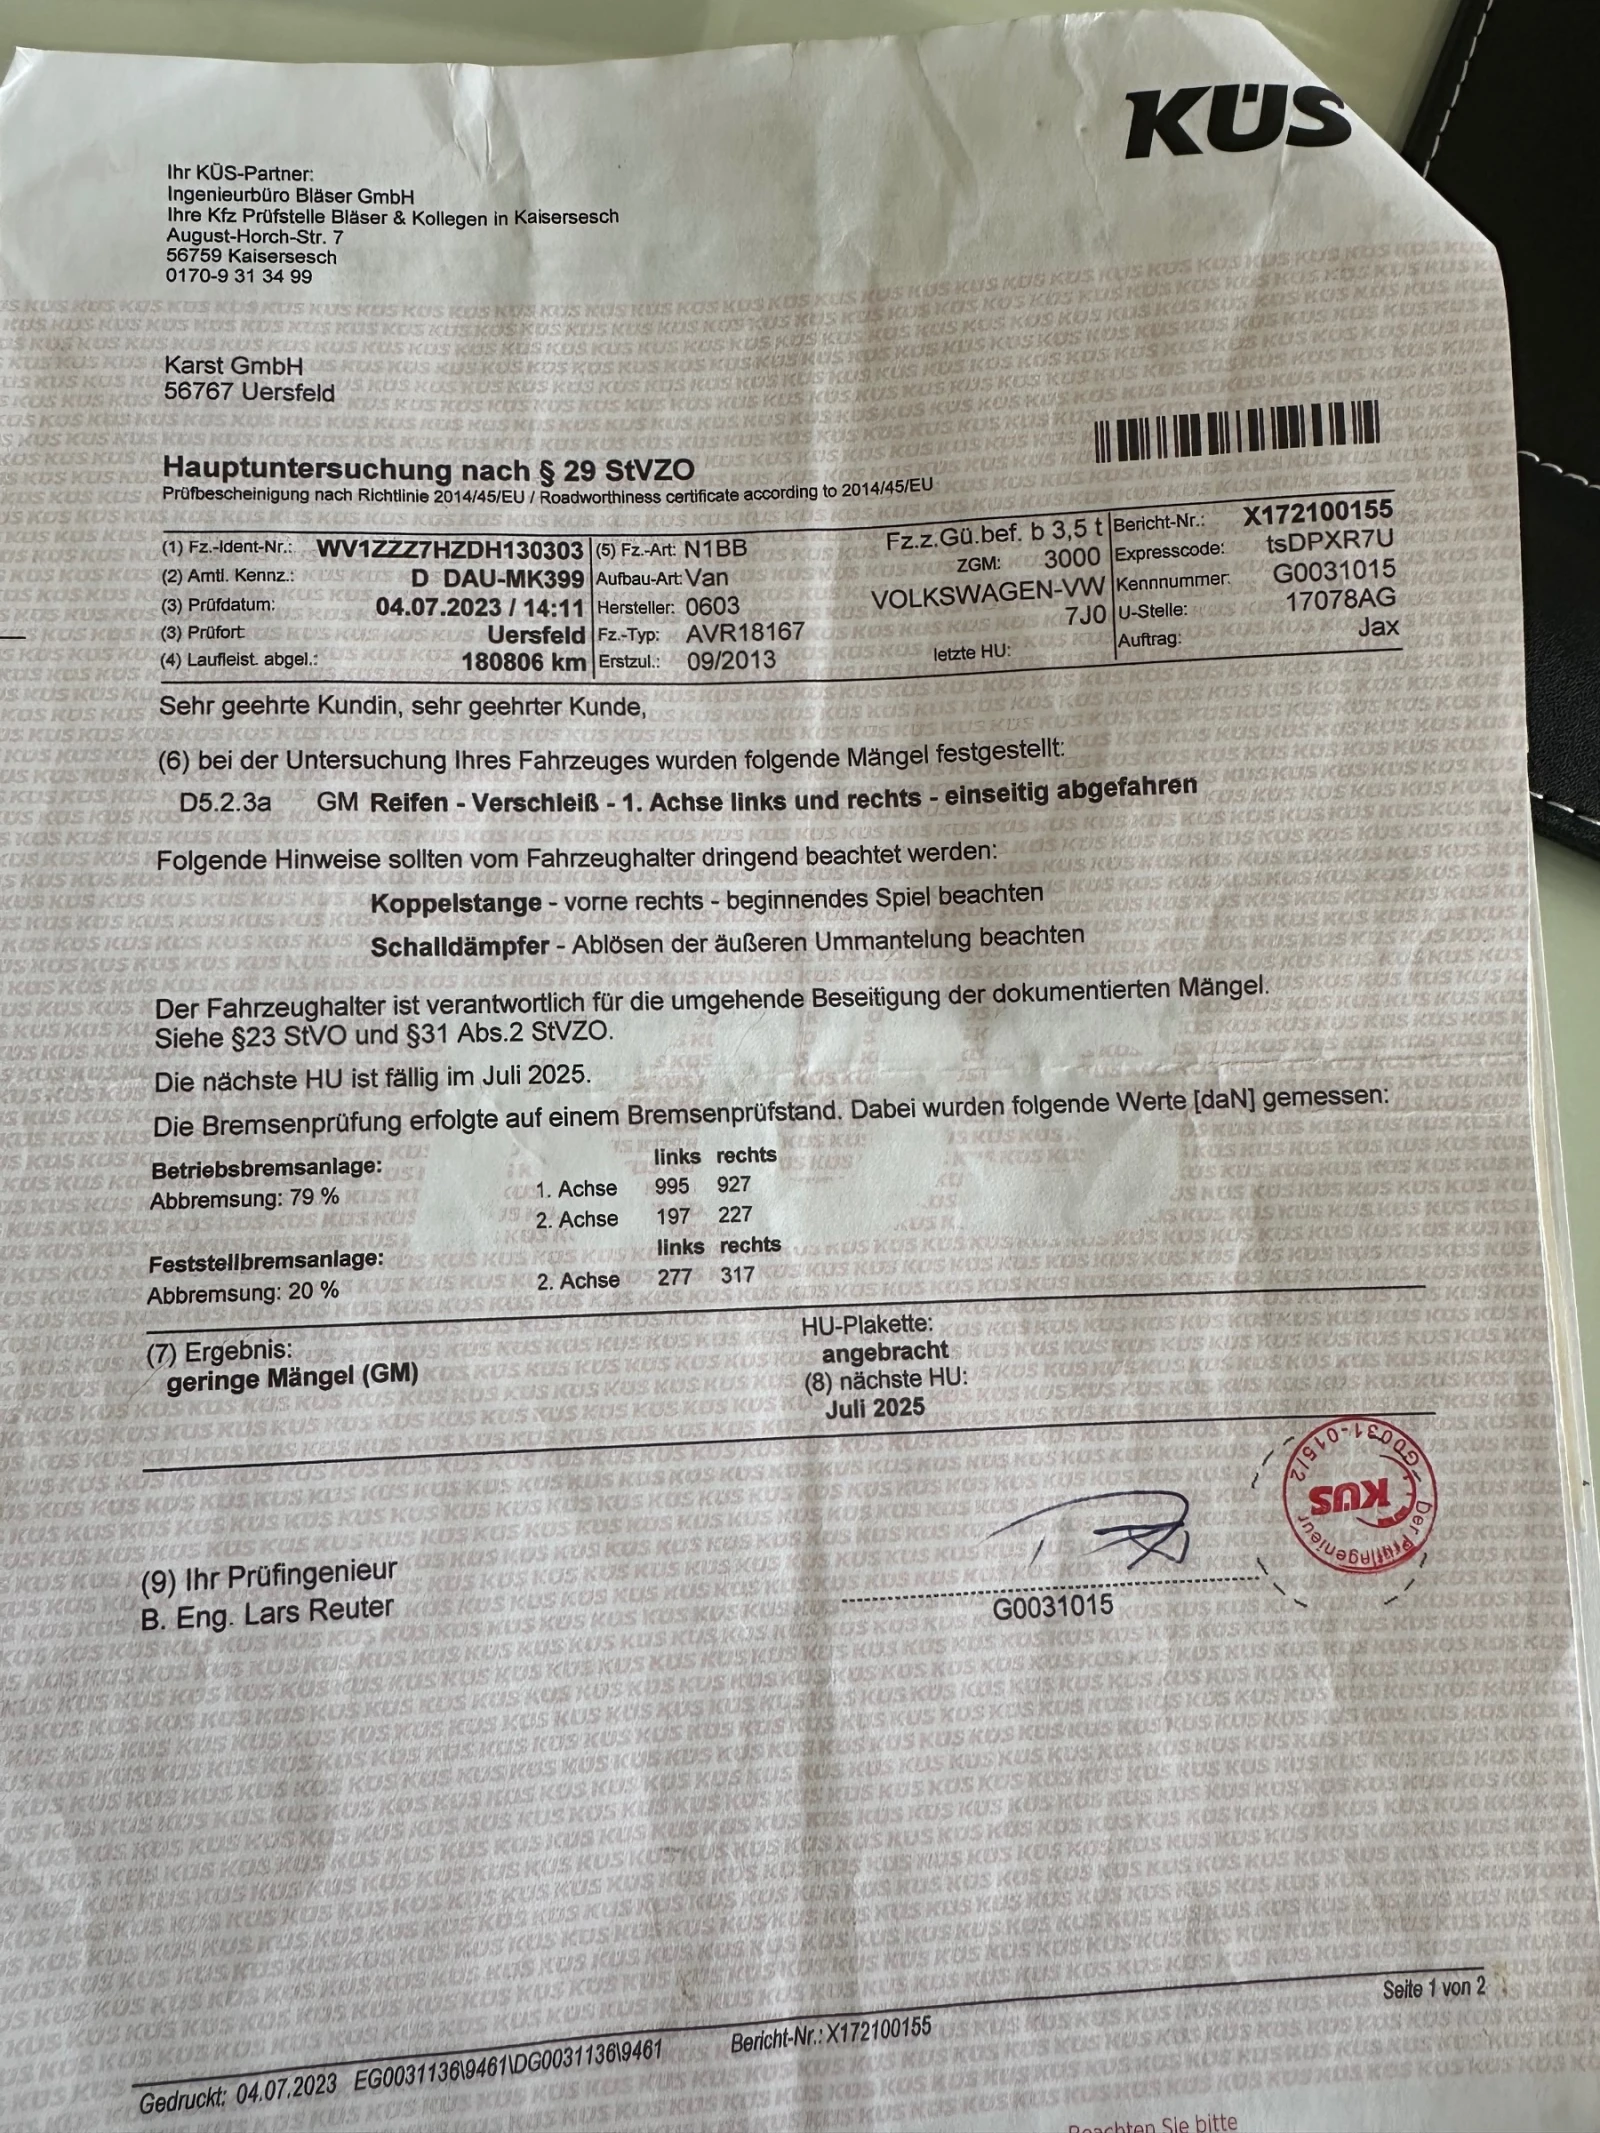 KÜS
Ihr KÜS-Partner:
Ingenieurbüro Bläser GmbH
Ihre Kfz Prüfstelle Bläser & Kollegen in Kaisersesch
August-Horch-Str. 7
56759 Kaisersesch
0170-9 31 34 99
Karst GmbH
56767 Uersfeld
Hauptuntersuchung nach § 29 StVZO
Prüfbescheinigung nach Richtlinie 2014/45/EU / Roadworthiness certificate according to 2014/45/EU
(1) Fz.-Ident-Nr.: WV1ZZZ7HZDH130303 (5) Fz.-Art: N1BB Fz.z.Gü.bef. b 3,5 t Bericht-Nr.: X172100155
(2) Amtl. Kennz.: D DAU-MK399 Aufbau-Art: Van ZGM: 3000 Expresscode: tsDPXR7U
(3) Prüfdatum: 04.07.2023 / 14:11 Hersteller: 0603 VOLKSWAGEN-VW Kennnummer: G0031015
(3) Prüfort: Uersfeld Fz.-Typ: AVR18167 7J0 U-Stelle: 17078AG
(4) Laufleist. abgel.: 180806 km Erstzul.: 09/2013 letzte HU: Auftrag: Jax
Sehr geehrte Kundin, sehr geehrter Kunde,
(6) bei der Untersuchung Ihres Fahrzeuges wurden folgende Mängel festgestellt:
D5.2.3a GM Reifen - Verschleiß - 1. Achse links und rechts - einseitig abgefahren
Folgende Hinweise sollten vom Fahrzeughalter dringend beachtet werden:
Koppelstange - vorne rechts - beginnendes Spiel beachten
Schalldämpfer - Ablösen der äußeren Ummantelung beachten
Der Fahrzeughalter ist verantwortlich für die umgehende Beseitigung der dokumentierten Mängel.
Siehe §23 StVO und §31 Abs.2 StVZO.
Die nächste HU ist fällig im Juli 2025.
Die Bremsenprüfung erfolgte auf einem Bremsenprüfstand. Dabei wurden folgende Werte [daN] gemessen:
Betriebsbremsanlage: links rechts
Abbremsung: 79 % 1. Achse 995 927
2. Achse 197 227
Feststellbremsanlage: links rechts
Abbremsung: 20 % 2. Achse 277 317
(7) Ergebnis: HU-Plakette:
geringe Mängel (GM) angebracht
(8) nächste HU:
Juli 2025
G0031-015/2
KÜS
Der Prüfingenieur
(9) Ihr Prüfingenieur
B. Eng. Lars Reuter
G0031015
Seite 1 von 2
Gedruckt: 04.07.2023 EG0031136\9461\DG0031136\9461 Bericht-Nr.: X172100155
Beachten Sie bitte